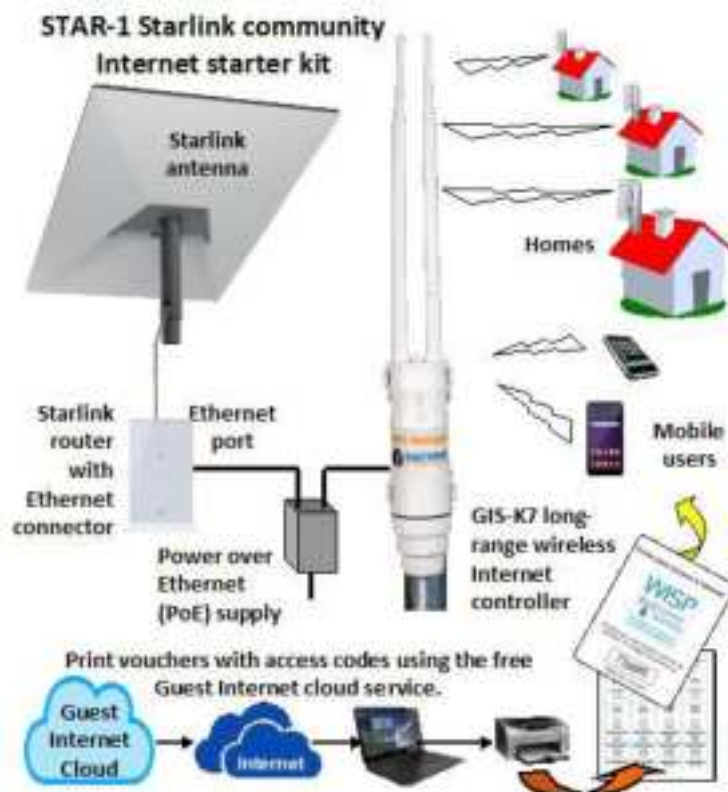 STAR-1 Starlink community
Internet starter kit
Starlink
antenna
Homes
Starlink
router
with
Ethernet
connector
Ethernet
port
Mobile
users
GIS-K7 long-
range wireless
Internet
controller
Power over
Ethernet
(PoE) supply
WISP
Print vouchers with access codes using the free
Guest Internet cloud service.
Guest
Internet
Cloud
Internet